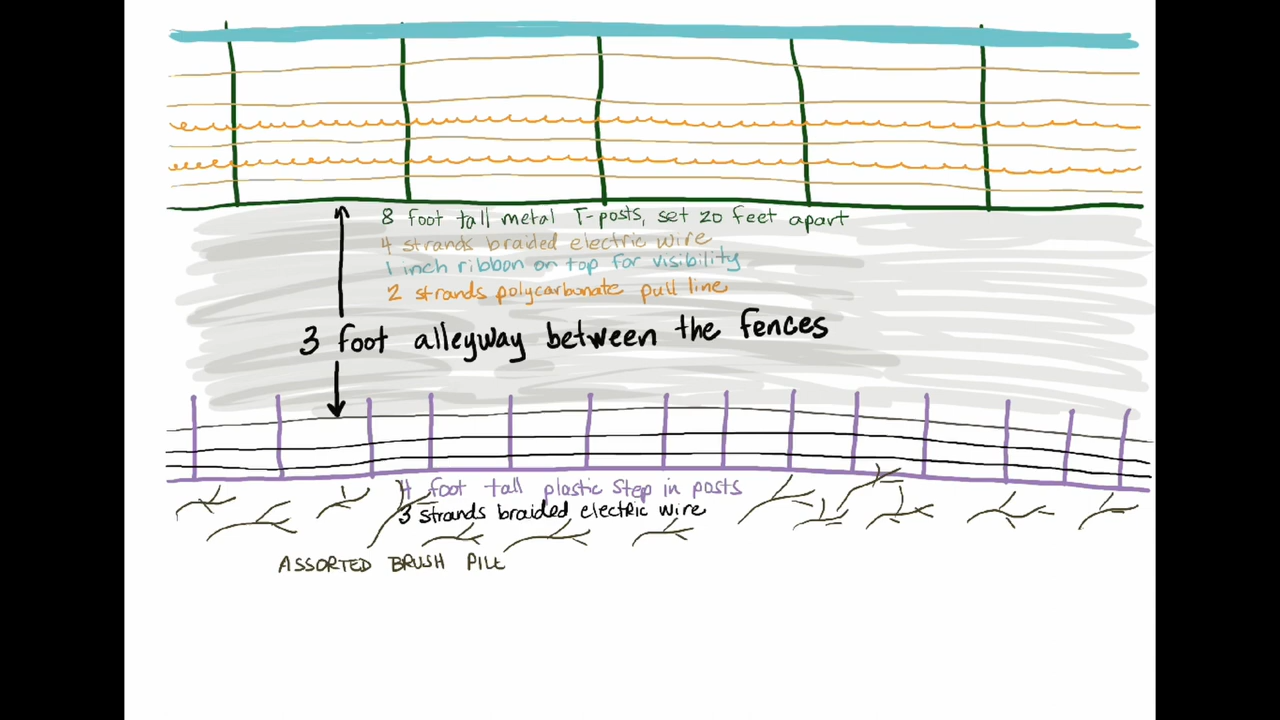 8 foot tall metal T-posts, set 20 feet apart
4 strands braided electric wire
1 inch ribbon on top for visibility
2 strands polycarbonate pull line
3 foot alleyway between the fences
4 foot tall plastic step in posts
3 strands braided electric wire
ASSORTED BRUSH PILE